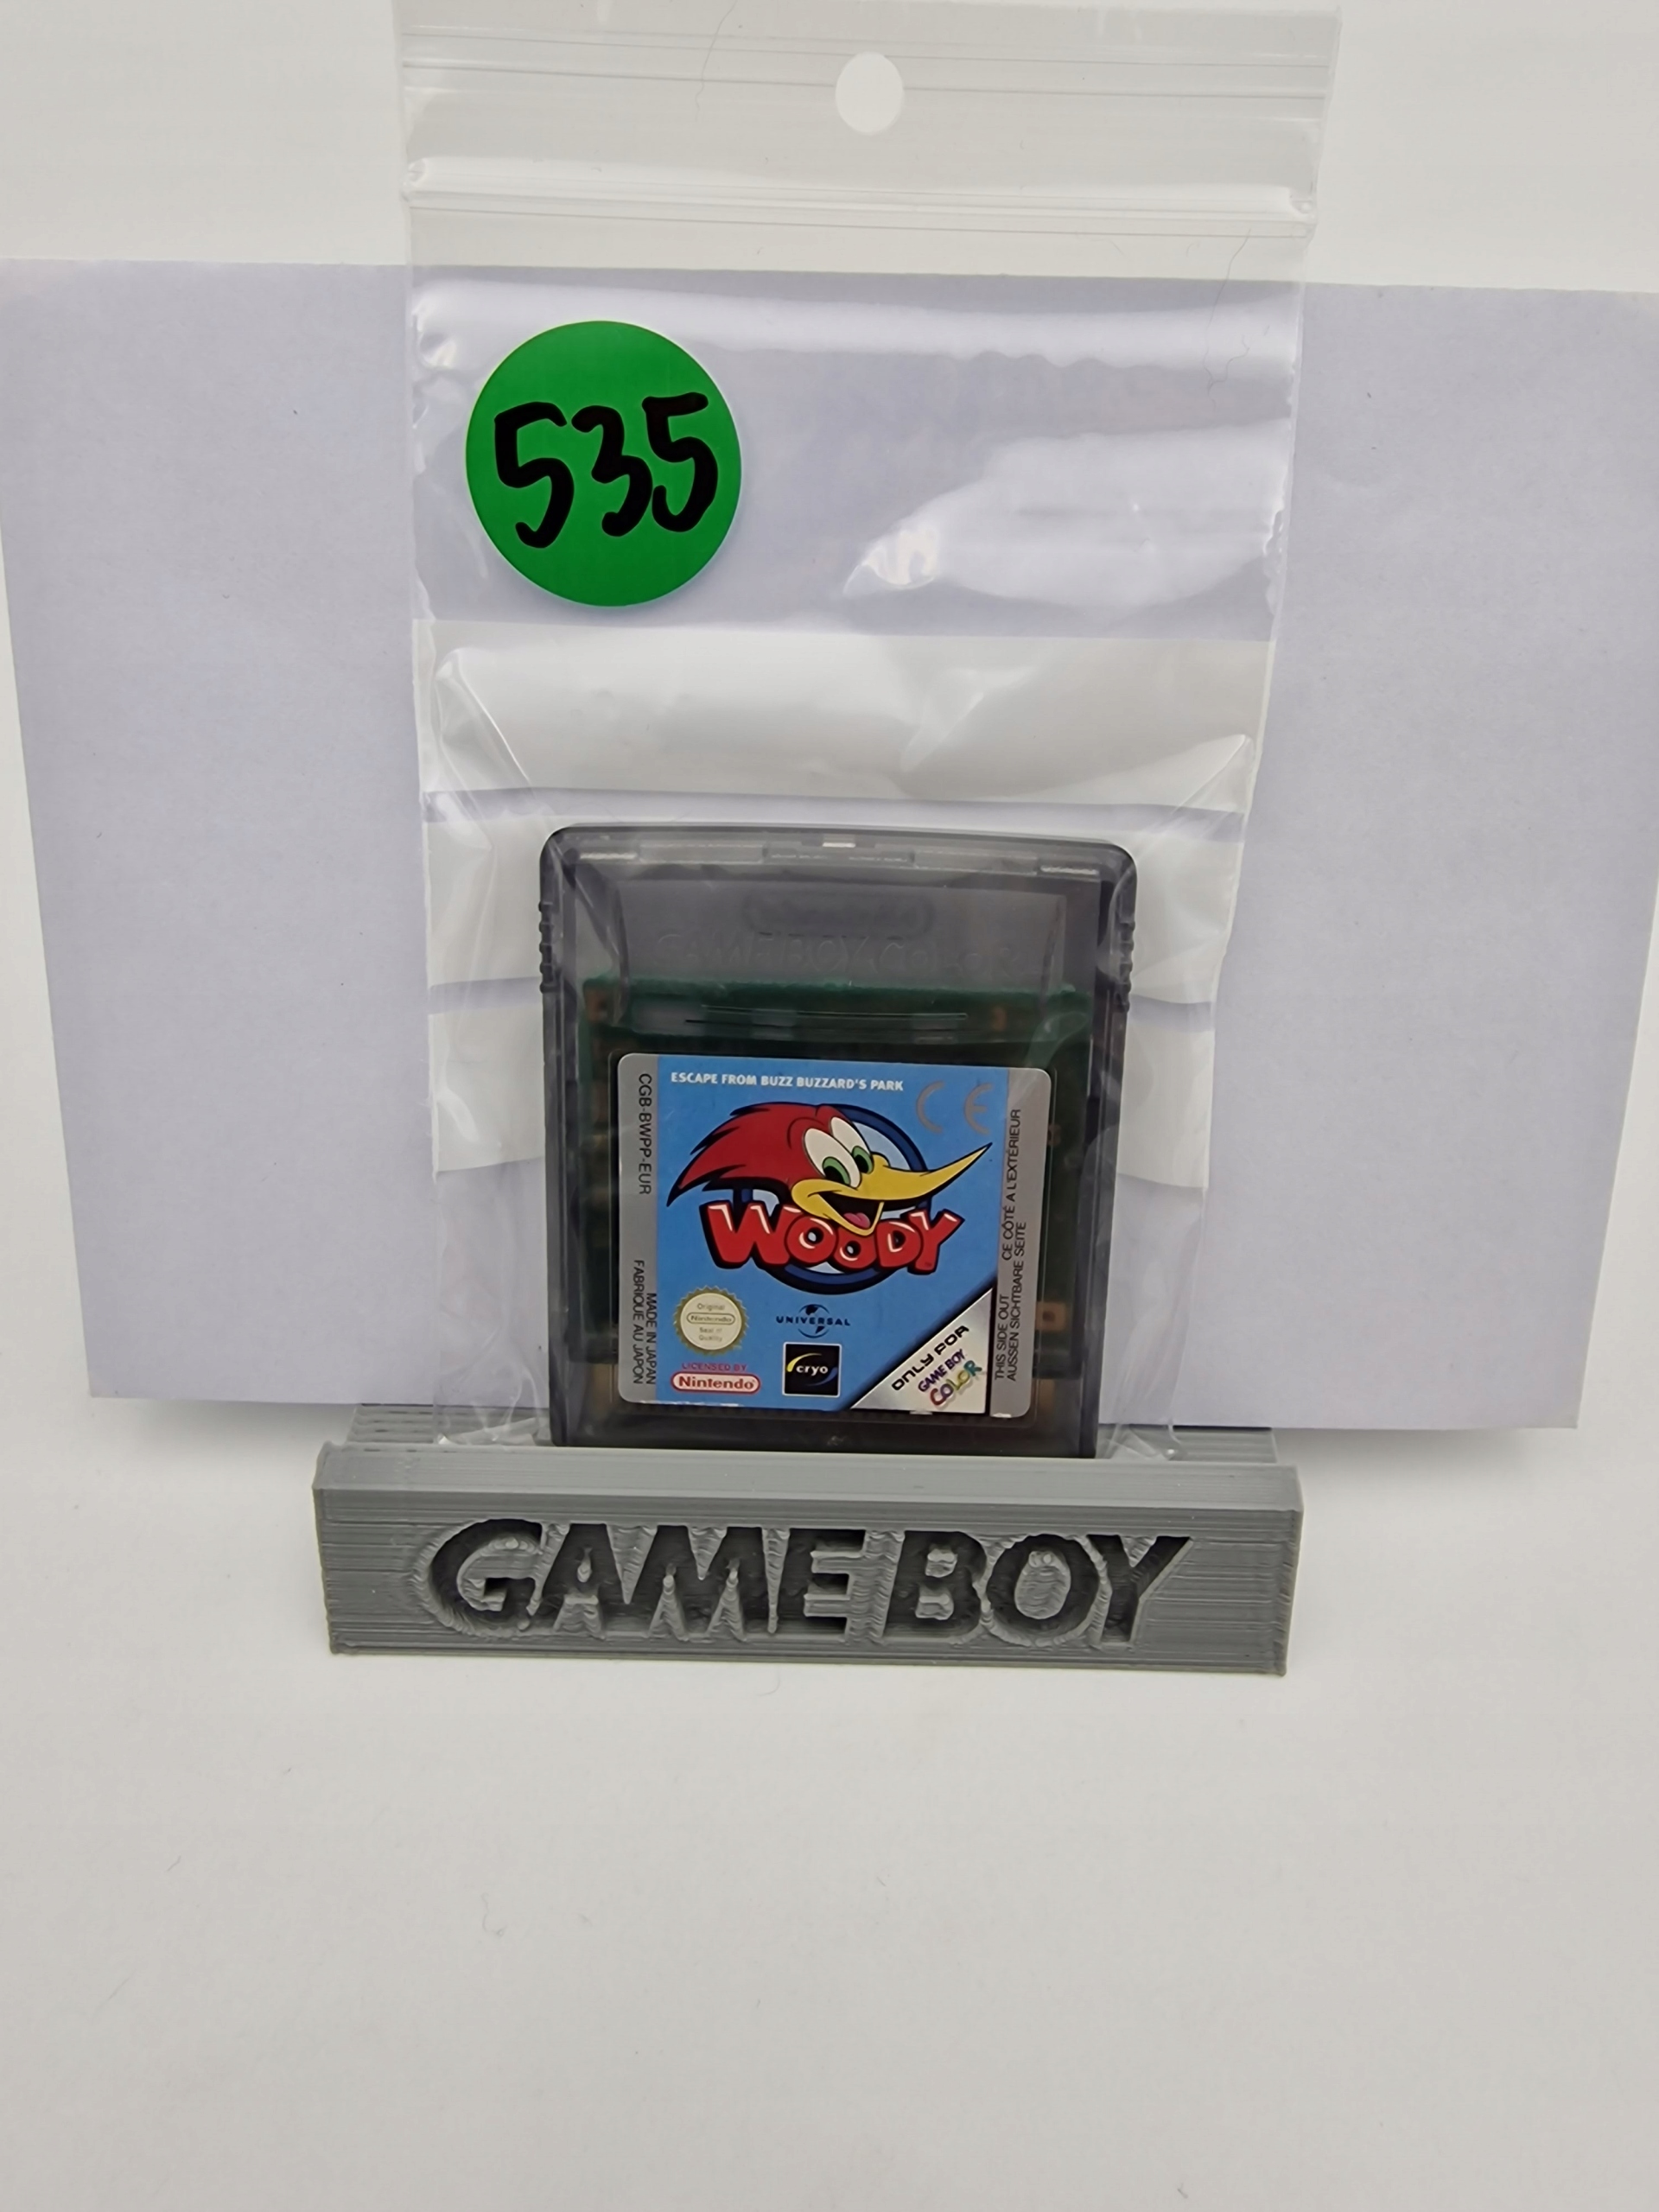 535
GAME BOY COLOR
ESCAPE FROM BUZZ BUZZARD'S PARK
CE
CGB-BWPP-EUR
WOODY
MADE IN JAPAN
FABRIQUE AU JAPON
Original
Nintendo
Seal of
Quality
LICENSED BY
Nintendo
UNIVERSAL
cryo
ONLY FOR
GAME BOY
COLOR
THIS SIDE OUT CE CÔTÉ A L'EXTÉRIEUR
AUSSEN SICHTBARE SEITE
GAME BOY